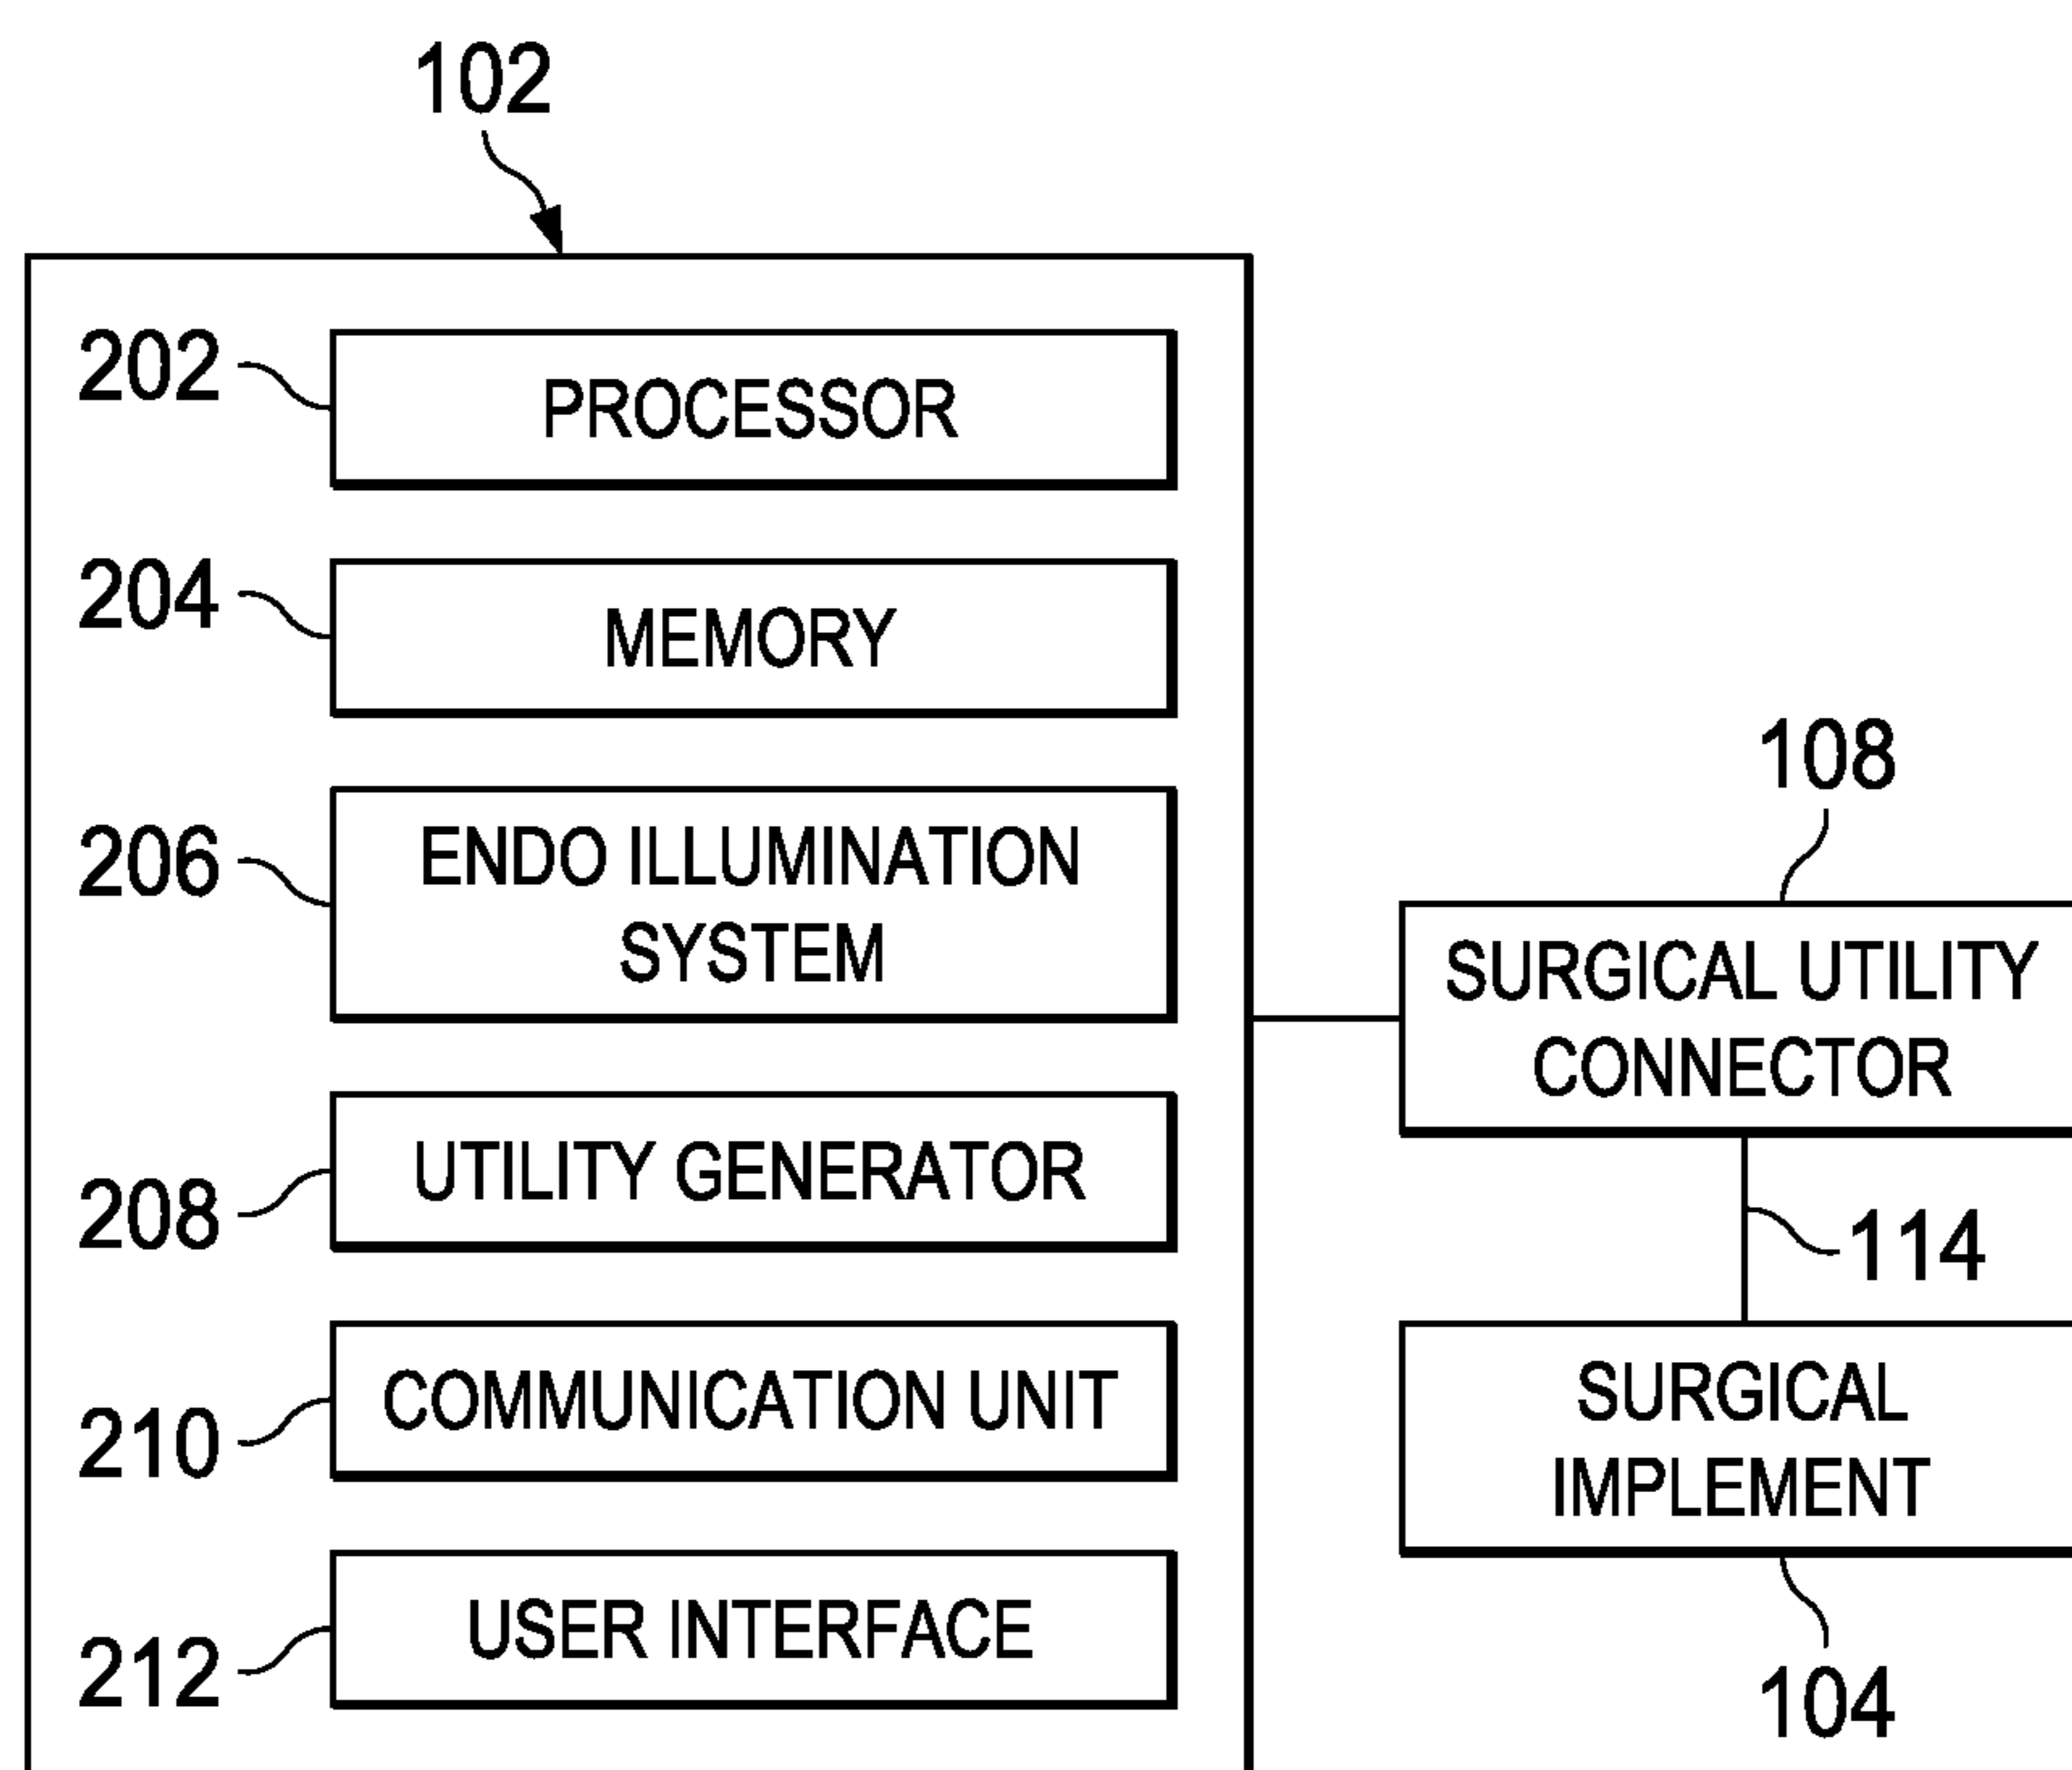 102
202
PROCESSOR
204
MEMORY
206
ENDO ILLUMINATION
SYSTEM
208
UTILITY GENERATOR
210
COMMUNICATION UNIT
212
USER INTERFACE
108
SURGICAL UTILITY
CONNECTOR
114
SURGICAL
IMPLEMENT
104